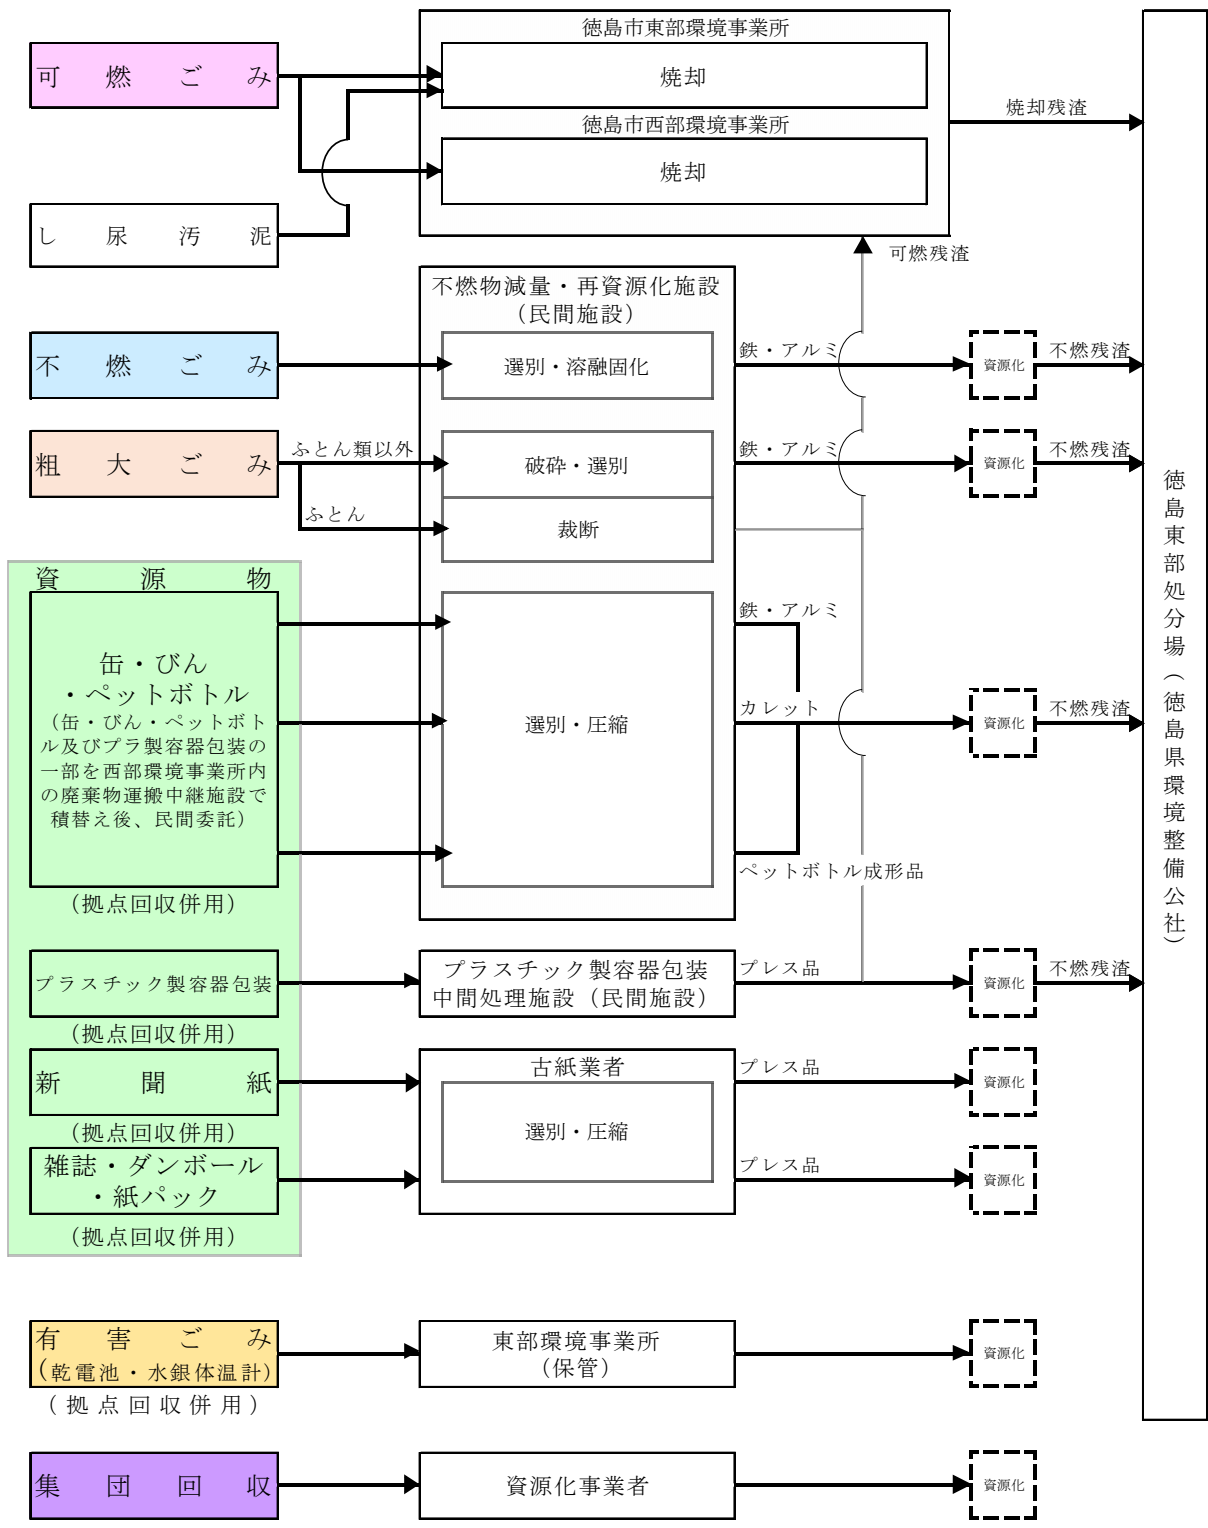 徳島市東部環境事業所
可燃ごみ
焼却
焼却残渣
徳島市西部環境事業所
焼却
し尿汚泥
可燃残渣
不燃物減量・再資源化施設
（民間施設）
不燃ごみ
選別・溶融固化
鉄・アルミ
資源化
不燃残渣
粗大ごみ
ふとん類以外
破砕・選別
鉄・アルミ
資源化
不燃残渣
ふとん
裁断
資源物
缶・びん
・ペットボトル
（缶・びん・ペットボト
ル及びプラ製容器包装の
一部を西部環境事業所内
の廃棄物運搬中継施設で
積替え後、民間委託）
（拠点回収併用）
選別・圧縮
鉄・アルミ
カレット
ペットボトル成形品
資源化
不燃残渣
プラスチック製容器包装
（拠点回収併用）
プラスチック製容器包装
中間処理施設（民間施設）
プレス品
資源化
不燃残渣
新聞紙
（拠点回収併用）
古紙業者
選別・圧縮
プレス品
資源化
雑誌・ダンボール
・紙パック
（拠点回収併用）
プレス品
資源化
有害ごみ
（乾電池・水銀体温計）
（拠点回収併用）
東部環境事業所
（保管）
資源化
集団回収
資源化事業者
資源化
徳島東部処分場（徳島県環境整備公社）